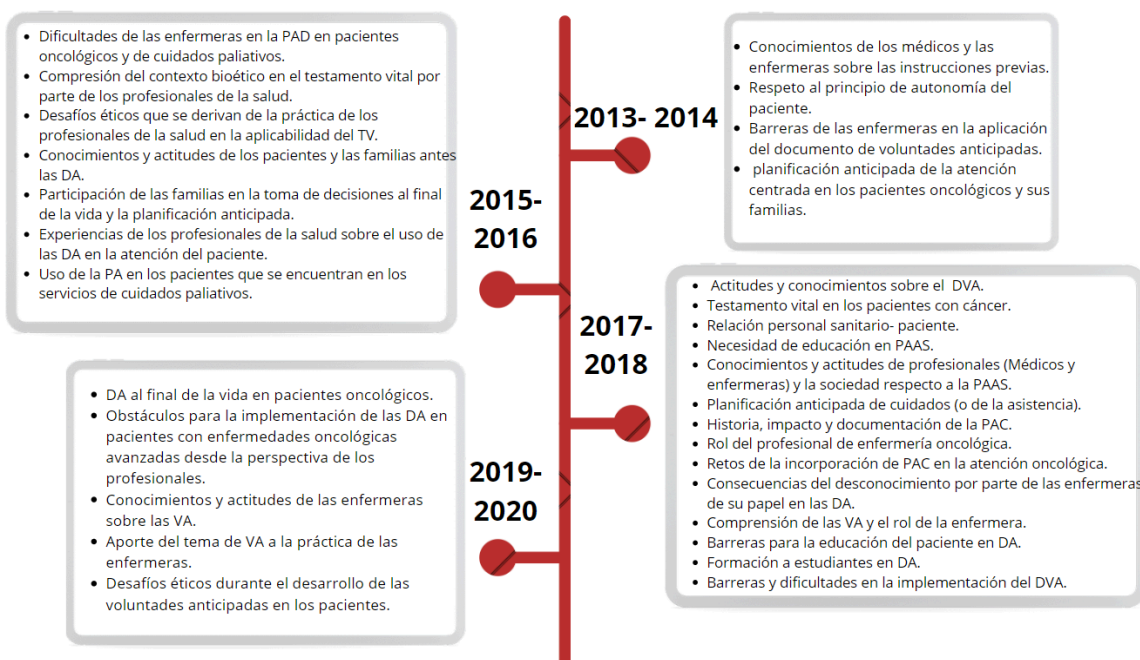 2013- 2014
• Conocimientos de los médicos y las
enfermeras sobre las instrucciones previas.
• Respeto al principio de autonomía del
paciente.
• Barreras de las enfermeras en la aplicación
del documento de voluntades anticipadas.
• planificación anticipada de la atención
centrada en los pacientes oncológicos y sus
familias.
2015-
2016
• Dificultades de las enfermeras en la PAD en pacientes
oncológicos y de cuidados paliativos.
• Compresión del contexto bioético en el testamento vital por
parte de los profesionales de la salud.
• Desafíos éticos que se derivan de la práctica de los
profesionales de la salud en la aplicabilidad del TV.
• Conocimientos y actitudes de los pacientes y las familias antes
las DA.
• Participación de las familias en la toma de decisiones al final
de la vida y la planificación anticipada.
• Experiencias de los profesionales de la salud sobre el uso de
las DA en la atención del paciente.
• Uso de la PA en los pacientes que se encuentran en los
servicios de cuidados paliativos.
2017-
2018
• Actitudes y conocimientos sobre el DVA.
• Testamento vital en los pacientes con cáncer.
• Relación personal sanitario- paciente.
• Necesidad de educación en PAAS.
• Conocimientos y actitudes de profesionales (Médicos y
enfermeras) y la sociedad respecto a la PAAS.
• Planificación anticipada de cuidados (o de la asistencia).
• Historia, impacto y documentación de la PAC.
• Rol del profesional de enfermería oncológica.
• Retos de la incorporación de PAC en la atención oncológica.
• Consecuencias del desconocimiento por parte de las enfermeras
de su papel en las DA.
• Comprensión de las VA y el rol de la enfermera.
• Barreras para la educación del paciente en DA.
• Formación a estudiantes en DA.
• Barreras y dificultades en la implementación del DVA.
2019-
2020
• DA al final de la vida en pacientes oncológicos.
• Obstáculos para la implementación de las DA en
pacientes con enfermedades oncológicas
avanzadas desde la perspectiva de los
profesionales.
• Conocimientos y actitudes de las enfermeras
sobre las VA.
• Aporte del tema de VA a la práctica de las
enfermeras.
• Desafíos éticos durante el desarrollo de las
voluntades anticipadas en los pacientes.